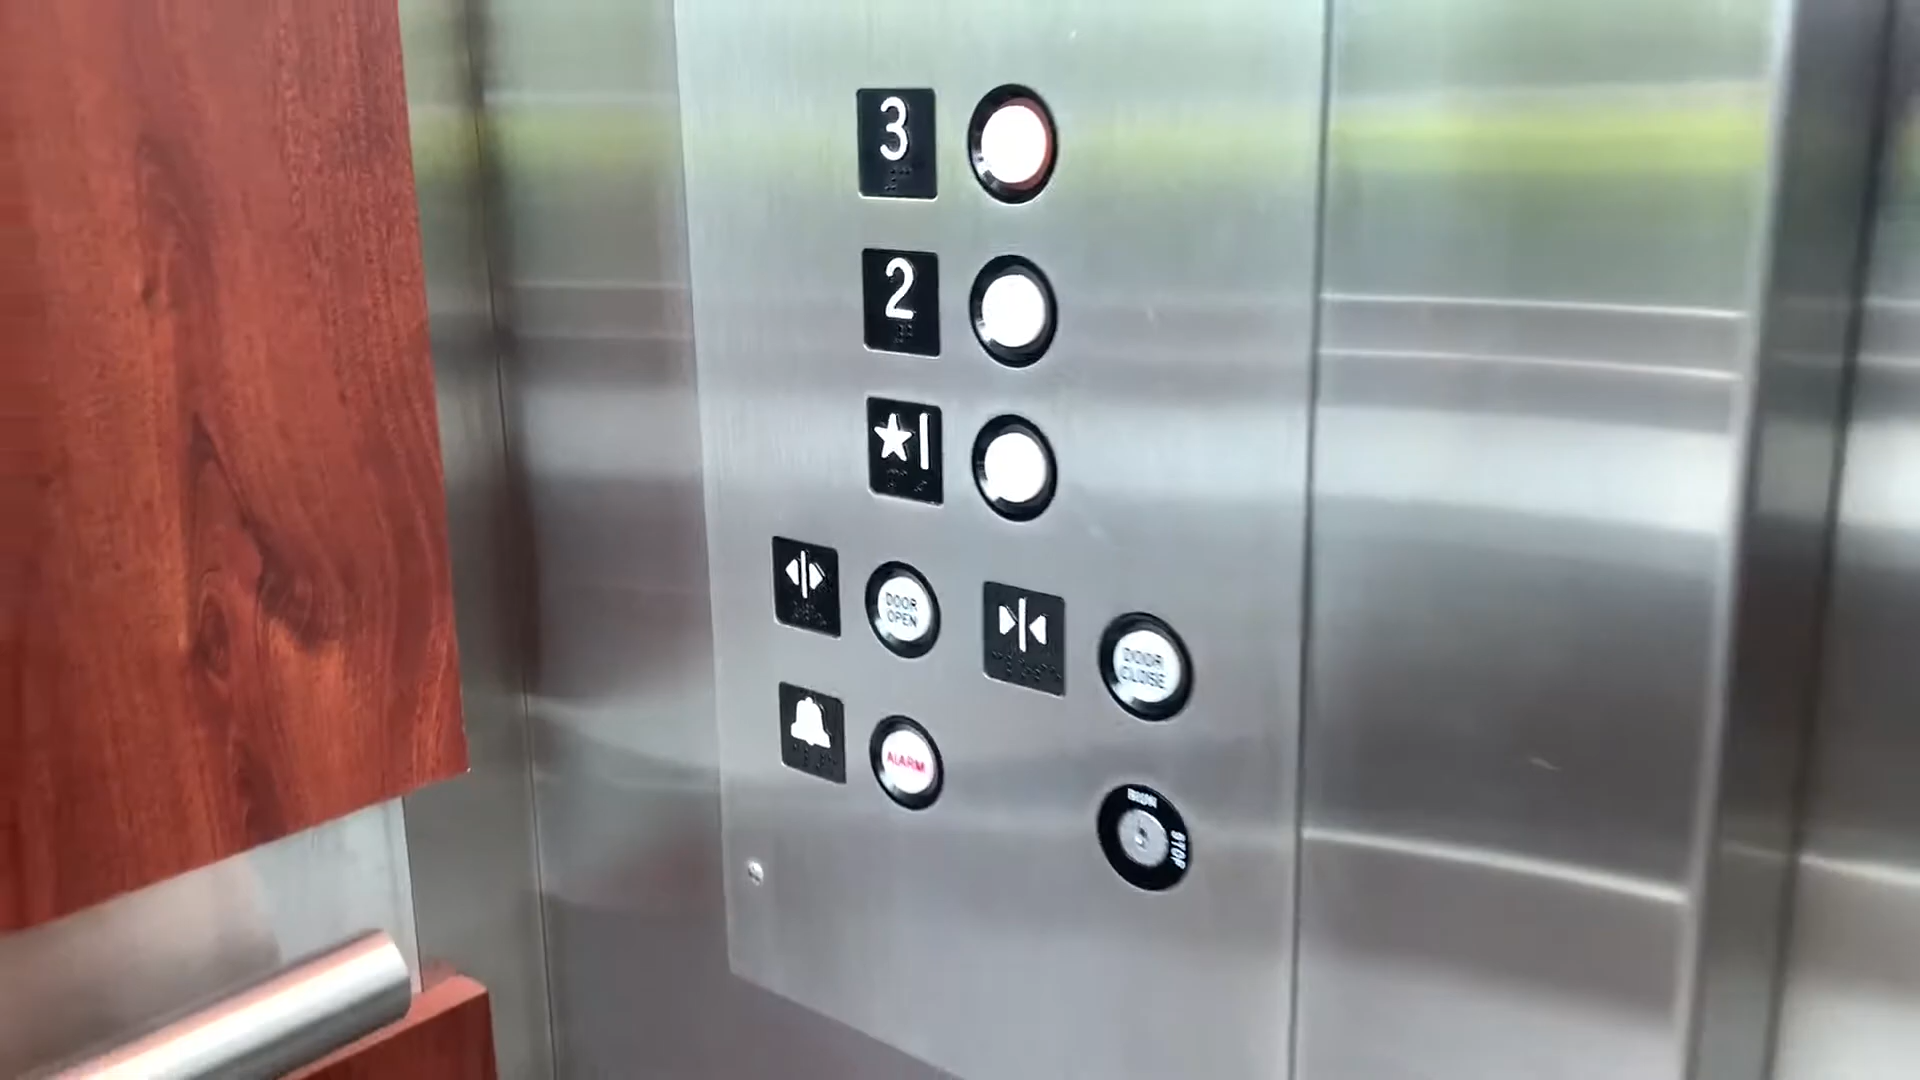 3
2
★1
DOOR
OPEN
DOOR
CLOSE
ALARM
RUN
STOP